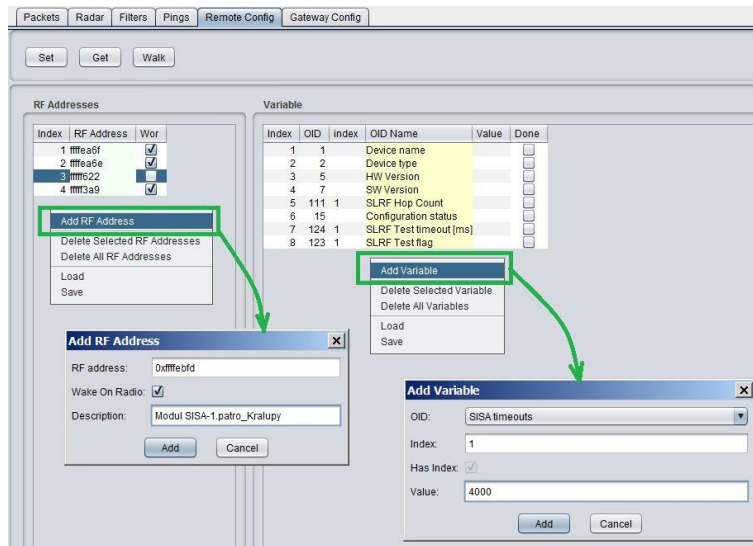 Packets Radar Filters Pings Remote Config Gateway Config
Set Get Walk
RF Addresses
Index RF Address Wor
1 ffffea6f
2 ffffea6e
3 fffff622
4 fffff3a9
Add RF Address
Delete Selected RF Addresses
Delete All RF Addresses
Load
Save
Variable
Index OID index OID Name Value Done
1 1 Device name
2 2 Device type
3 5 HW Version
4 7 SW Version
5 111 1 SLRF Hop Count
6 15 Configuration status
7 124 1 SLRF Test timeout [ms]
8 123 1 SLRF Test flag
Add Variable
Delete Selected Variable
Delete All Variables
Load
Save
Add RF Address
RF address: 0xffffebfd
Wake On Radio:
Description: Modul SISA-1.patro_Kralupy
Add Cancel
Add Variable
OID: SISA timeouts
Index: 1
Has Index:
Value: 4000
Add Cancel